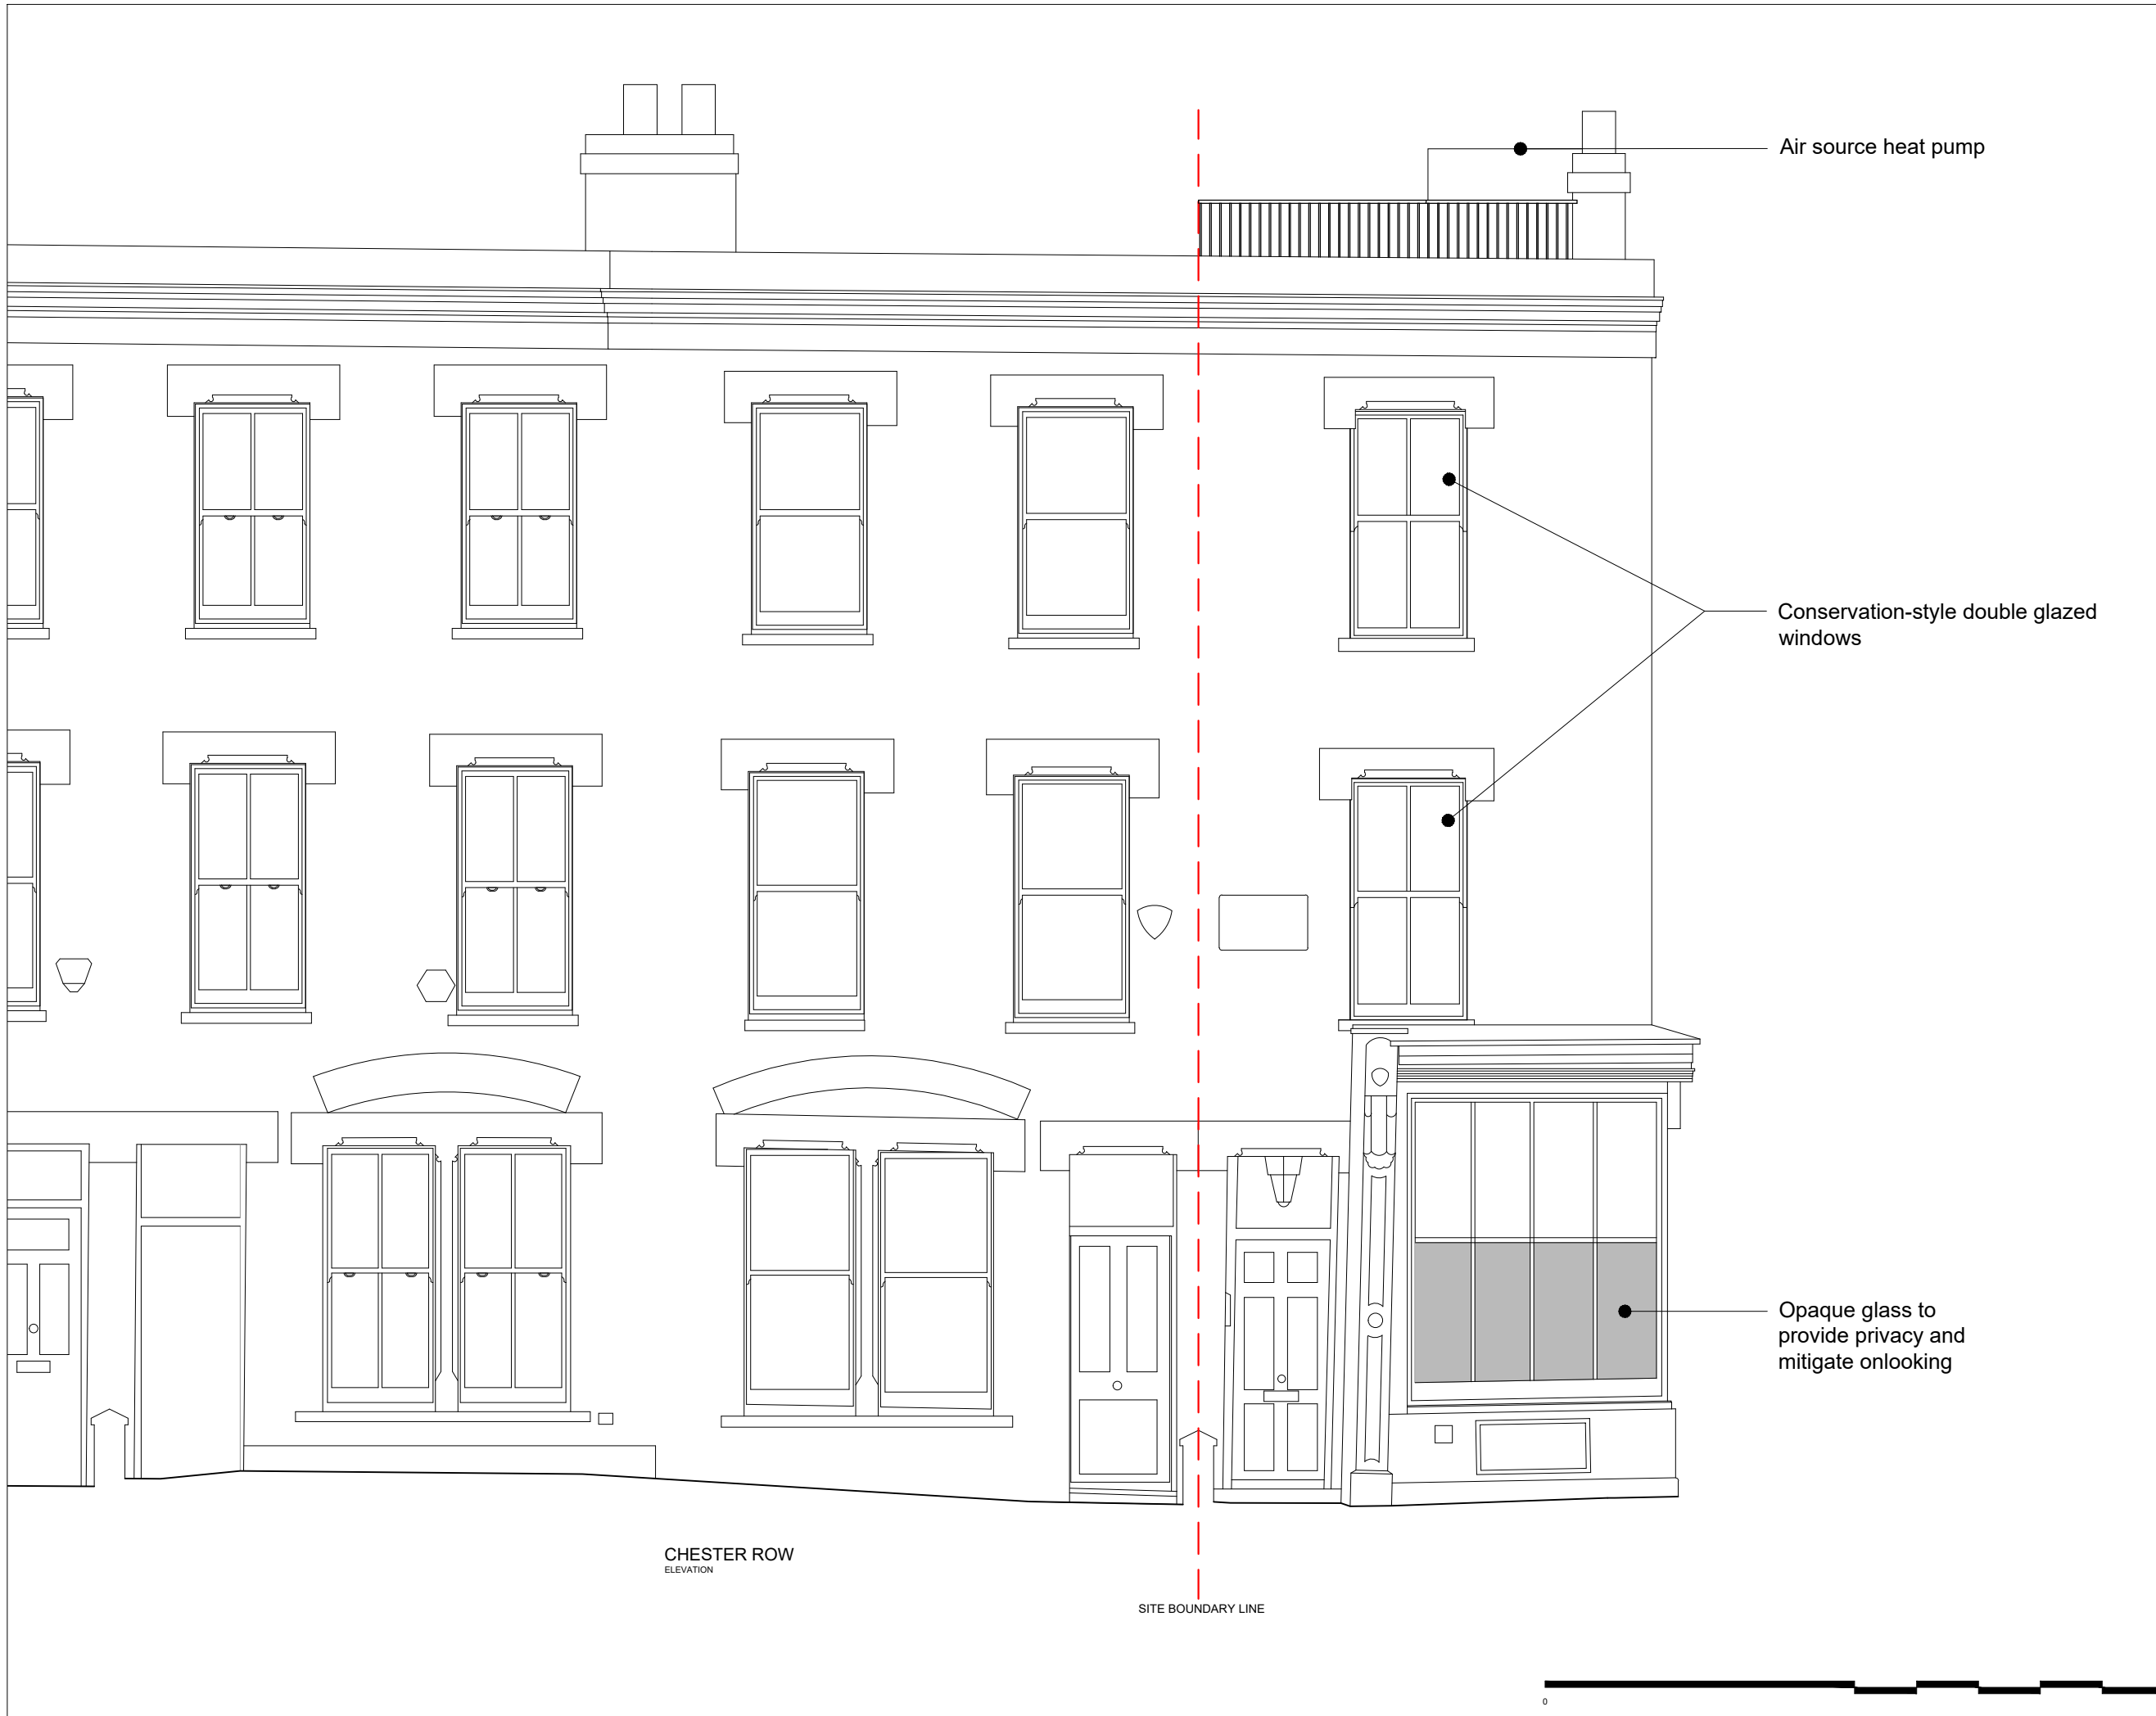 Air source heat pump
Conservation-style double glazed
windows
Opaque glass to
provide privacy and
mitigate onlooking
CHESTER ROW
ELEVATION
SITE BOUNDARY LINE
0